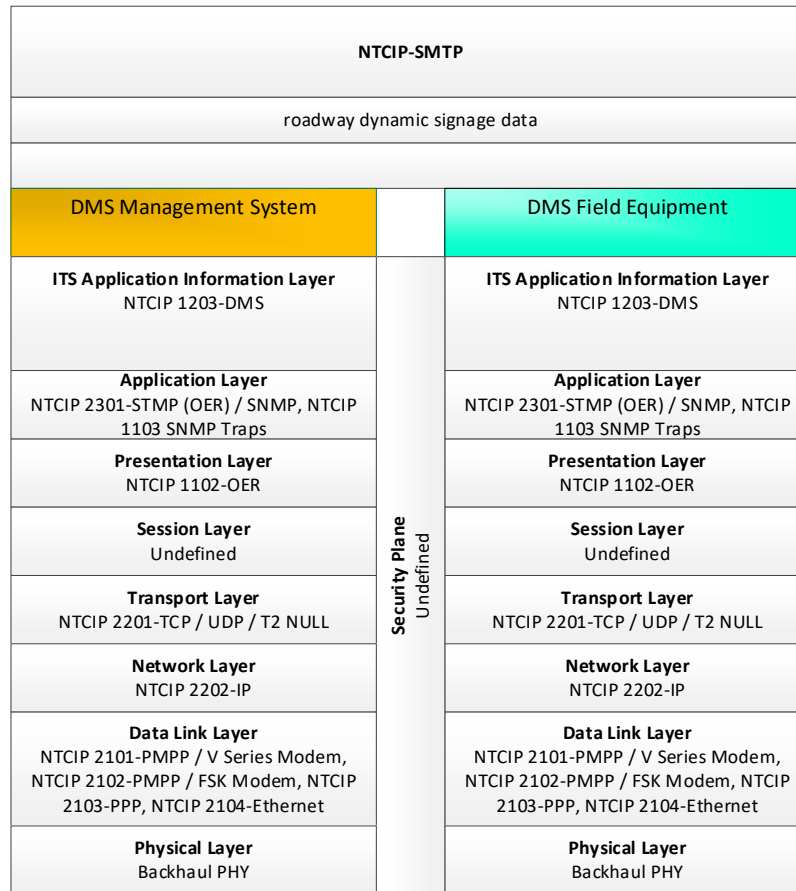 NTCIP-SMTP
roadway dynamic signage data
DMS Management System
DMS Field Equipment
ITS Application Information Layer
NTCIP 1203-DMS
Application Layer
NTCIP 2301-STMP (OER) / SNMP, NTCIP
1103 SNMP Traps
Presentation Layer
NTCIP 1102-OER
Session Layer
Undefined
Transport Layer
NTCIP 2201-TCP / UDP / T2 NULL
Network Layer
NTCIP 2202-IP
Data Link Layer
NTCIP 2101-PMPP / V Series Modem,
NTCIP 2102-PMPP / FSK Modem, NTCIP
2103-PPP, NTCIP 2104-Ethernet
Physical Layer
Backhaul PHY
Security Plane
Undefined
ITS Application Information Layer
NTCIP 1203-DMS
Application Layer
NTCIP 2301-STMP (OER) / SNMP, NTCIP
1103 SNMP Traps
Presentation Layer
NTCIP 1102-OER
Session Layer
Undefined
Transport Layer
NTCIP 2201-TCP / UDP / T2 NULL
Network Layer
NTCIP 2202-IP
Data Link Layer
NTCIP 2101-PMPP / V Series Modem,
NTCIP 2102-PMPP / FSK Modem, NTCIP
2103-PPP, NTCIP 2104-Ethernet
Physical Layer
Backhaul PHY